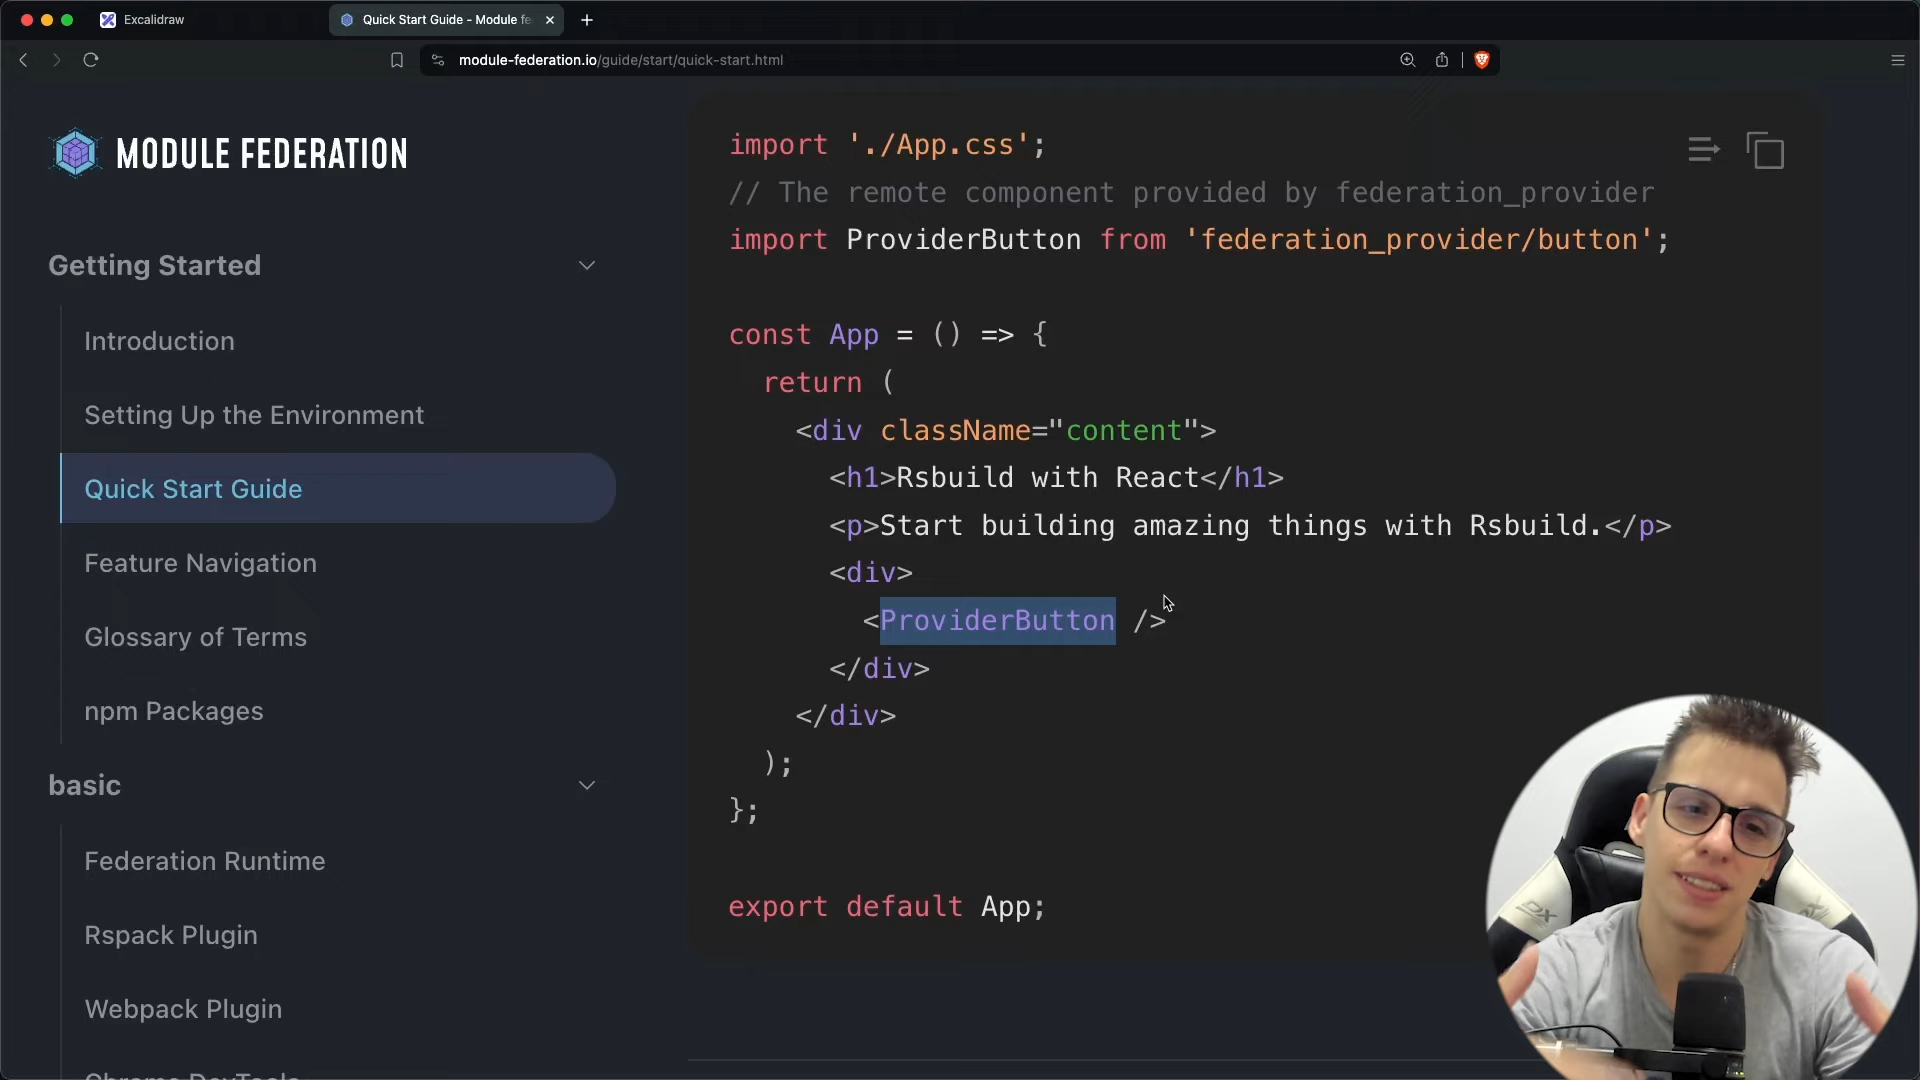 Excalidraw
Quick Start Guide - Module fe
module-federation.io/guide/start/quick-start.html
MODULE FEDERATION
Getting Started
Introduction
Setting Up the Environment
Quick Start Guide
Feature Navigation
Glossary of Terms
npm Packages
basic
Federation Runtime
Rspack Plugin
Webpack Plugin
Chrome DevTools
import './App.css';
// The remote component provided by federation_provider
import ProviderButton from 'federation_provider/button';
const App = () => {
return (
<div className="content">
<h1>Rsbuild with React</h1>
<p>Start building amazing things with Rsbuild.</p>
<div>
<ProviderButton />
</div>
</div>
);
};
export default App;